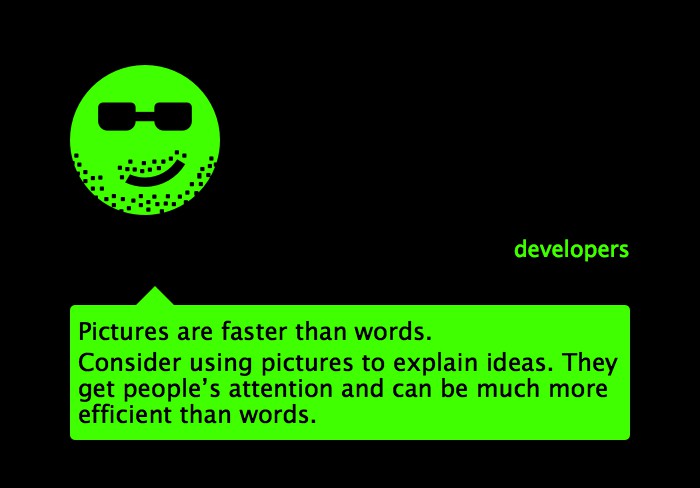 developers
Pictures are faster than words.
Consider using pictures to explain ideas. They
get people’s attention and can be much more
efficient than words.